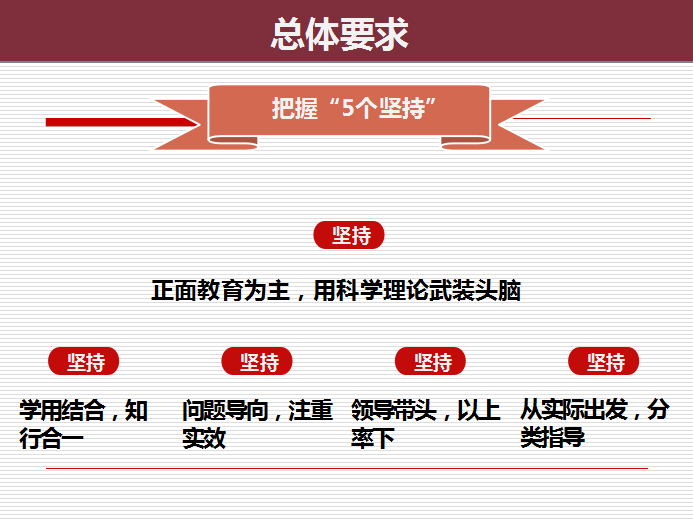 总体要求
把握“5个坚持”
坚持
正面教育为主，用科学理论武装头脑
坚持
学用结合，知
行合一
坚持
问题导向，注重
实效
坚持
领导带头，以上
率下
坚持
从实际出发，分
类指导